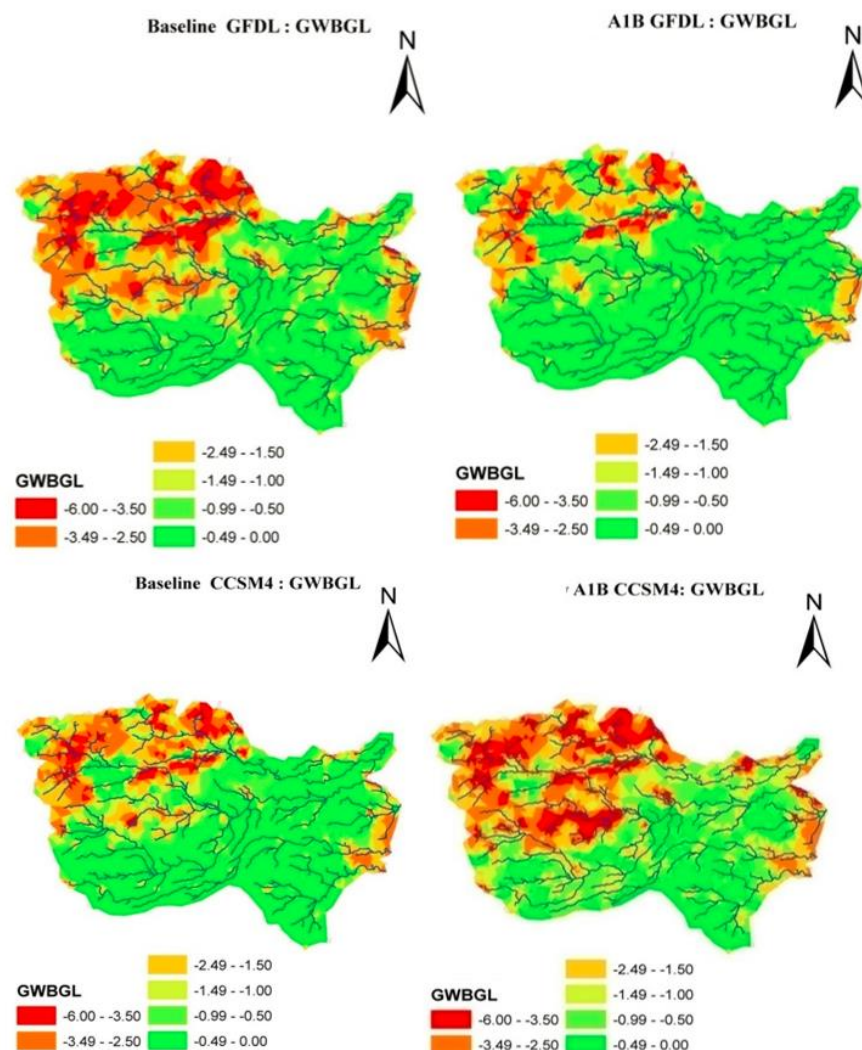 Baseline GFDL : GWBGL
A1B GFDL : GWBGL
N
N
GWBGL
-6.00 - -3.50
-3.49 - -2.50
-2.49 - -1.50
-1.49 - -1.00
-0.99 - -0.50
-0.49 - 0.00
GWBGL
-6.00 - -3.50
-3.49 - -2.50
-2.49 - -1.50
-1.49 - -1.00
-0.99 - -0.50
-0.49 - 0.00
Baseline CCSM4 : GWBGL
A1B CCSM4: GWBGL
N
N
GWBGL
-6.00 - -3.50
-3.49 - -2.50
-2.49 - -1.50
-1.49 - -1.00
-0.99 - -0.50
-0.49 - 0.00
GWBGL
-6.00 - -3.50
-3.49 - -2.50
-2.49 - -1.50
-1.49 - -1.00
-0.99 - -0.50
-0.49 - 0.00